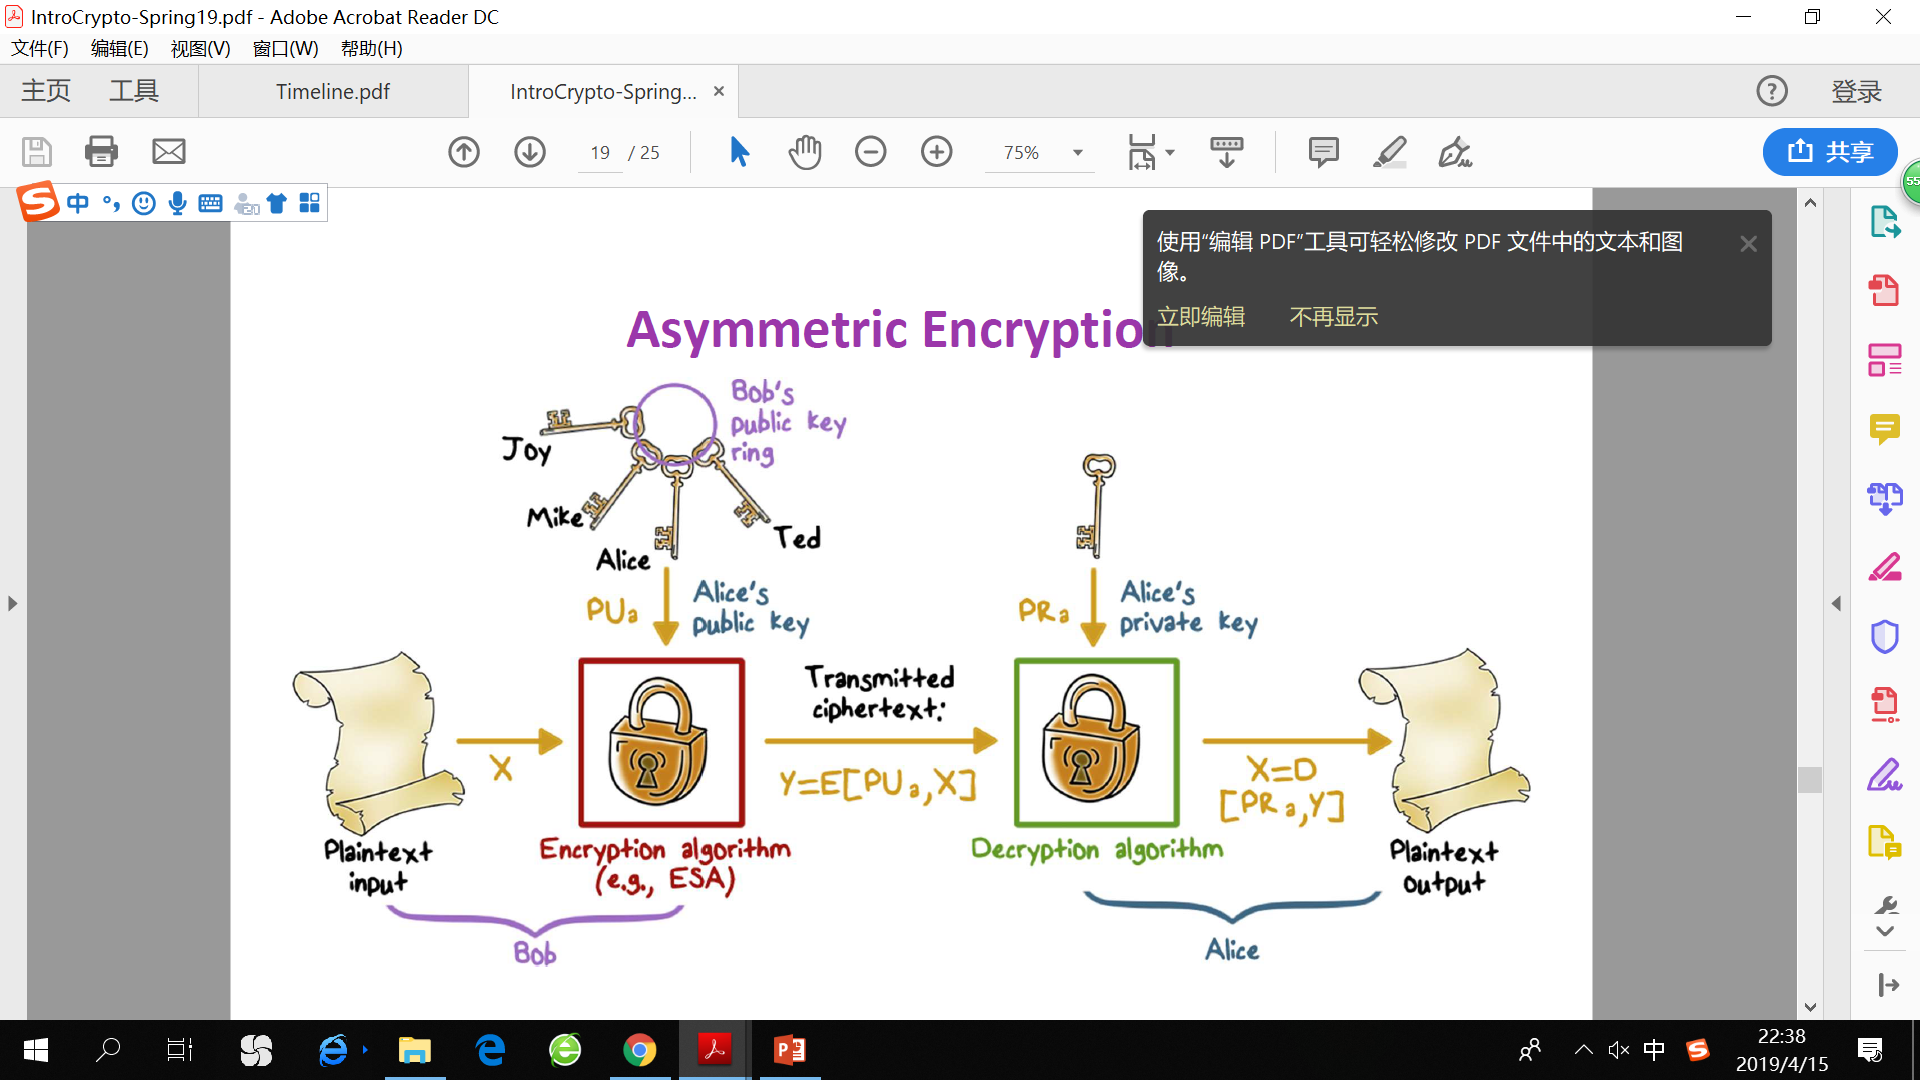 IntroCrypto-Spring19.pdf - Adobe Acrobat Reader DC
文件(F) 编辑(E) 视图(V) 窗口(W) 帮助(H)
主页 工具 Timeline.pdf IntroCrypto-Spring... × 登录
19 / 25 75% 共享
中
55
使用“编辑 PDF”工具可轻松修改 PDF 文件中的文本和图
像。
立即编辑 不再显示
Asymmetric Encryption
Bob's
public key
ring
Joy
Mike
Alice
Ted
PUa
Alice's
public key
PRa
Alice's
private key
X
Transmitted
ciphertext:
Y=E[PUa,X]
X=D
[PRa,Y]
Plaintext
input
Encryption algorithm
(e.g., ESA)
Decryption algorithm
Plaintext
output
Bob
Alice
中
22:38
2019/4/15